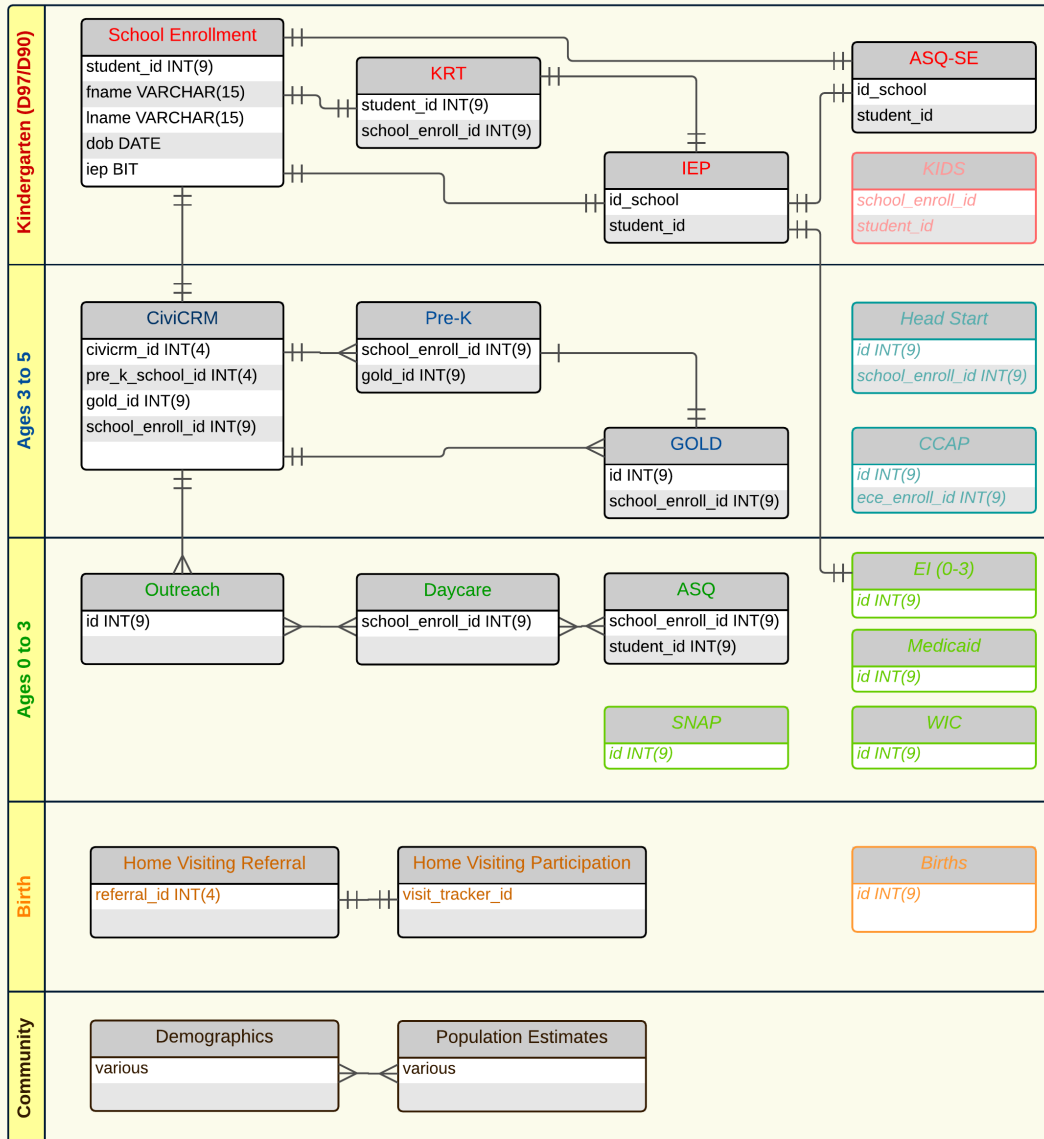 Kindergarten (D97/D90)
School Enrollment
student_id INT(9)
fname VARCHAR(15)
lname VARCHAR(15)
dob DATE
iep BIT
KRT
student_id INT(9)
school_enroll_id INT(9)
ASQ-SE
id_school
student_id
IEP
id_school
student_id
KIDS
school_enroll_id
student_id
Ages 3 to 5
CiviCRM
civicrm_id INT(4)
pre_k_school_id INT(4)
gold_id INT(9)
school_enroll_id INT(9)
Pre-K
school_enroll_id INT(9)
gold_id INT(9)
GOLD
id INT(9)
school_enroll_id INT(9)
Head Start
id INT(9)
school_enroll_id INT(9)
CCAP
id INT(9)
ece_enroll_id INT(9)
Ages 0 to 3
Outreach
id INT(9)
Daycare
school_enroll_id INT(9)
ASQ
school_enroll_id INT(9)
student_id INT(9)
EI (0-3)
id INT(9)
Medicaid
id INT(9)
SNAP
id INT(9)
WIC
id INT(9)
Birth
Home Visiting Referral
referral_id INT(4)
Home Visiting Participation
visit_tracker_id
Births
id INT(9)
Community
Demographics
various
Population Estimates
various